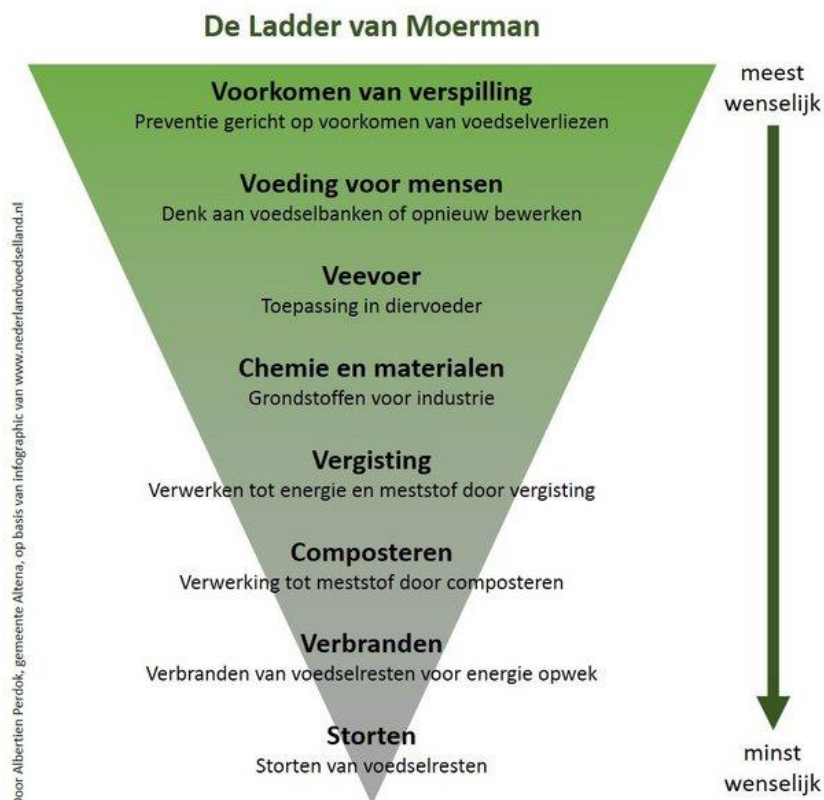 De Ladder van Moerman
meest
wenselijk
Voorkomen van verspilling
Preventie gericht op voorkomen van voedselverliezen
Voeding voor mensen
Denk aan voedselbanken of opnieuw bewerken
Veevoer
Toepassing in diervoeder
Chemie en materialen
Grondstoffen voor industrie
Vergisting
Verwerken tot energie en meststof door vergisting
Composteren
Verwerking tot meststof door composteren
Verbranden
Verbranden van voedselresten voor energie opwek
Storten
Storten van voedselresten
minst
wenselijk
Door Albertien Perdok, gemeente Altena, op basis van infographic van www.nederlandvoedselland.nl